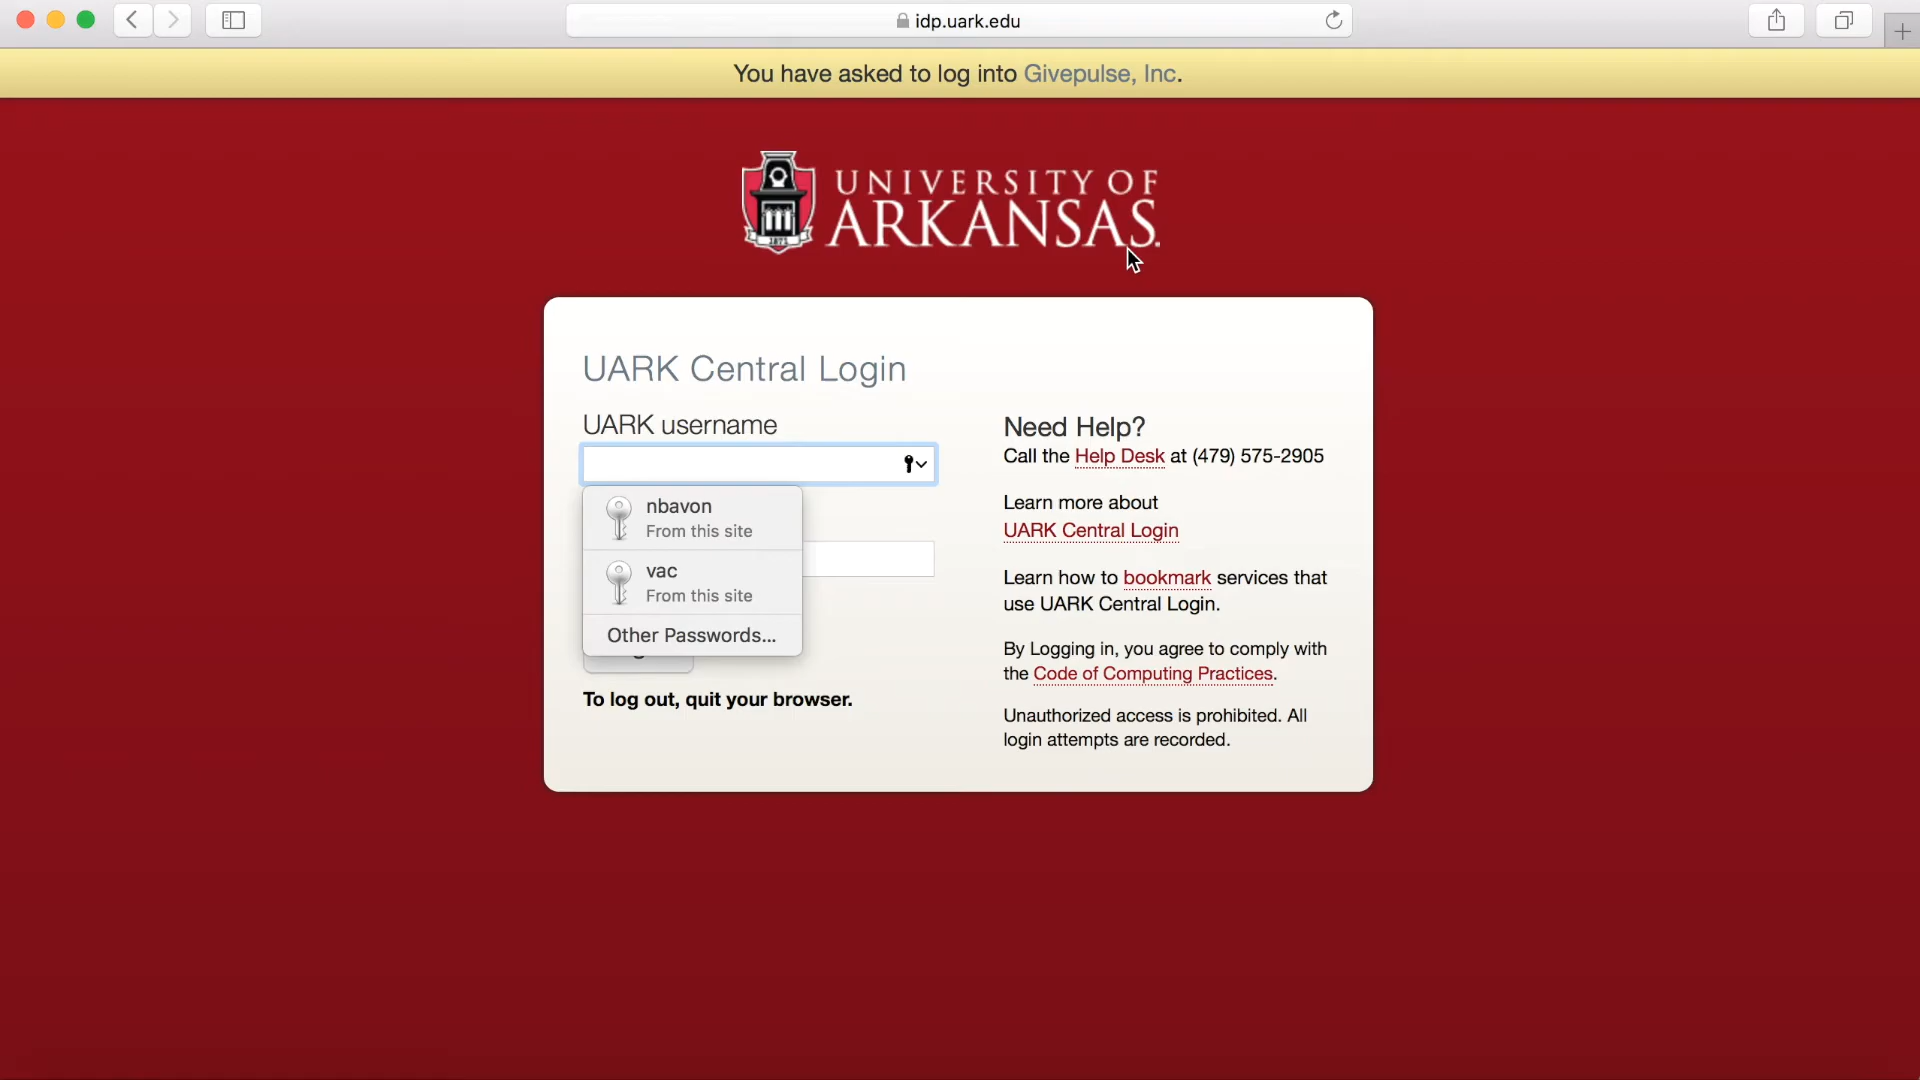 idp.uark.edu
You have asked to log into Givepulse, Inc.
UNIVERSITY OF
ARKANSAS.
1871
UARK Central Login
UARK username
nbavon
From this site
vac
From this site
Other Passwords...
To log out, quit your browser.
Need Help?
Call the Help Desk at (479) 575-2905
Learn more about
UARK Central Login
Learn how to bookmark services that
use UARK Central Login.
By Logging in, you agree to comply with
the Code of Computing Practices.
Unauthorized access is prohibited. All
login attempts are recorded.